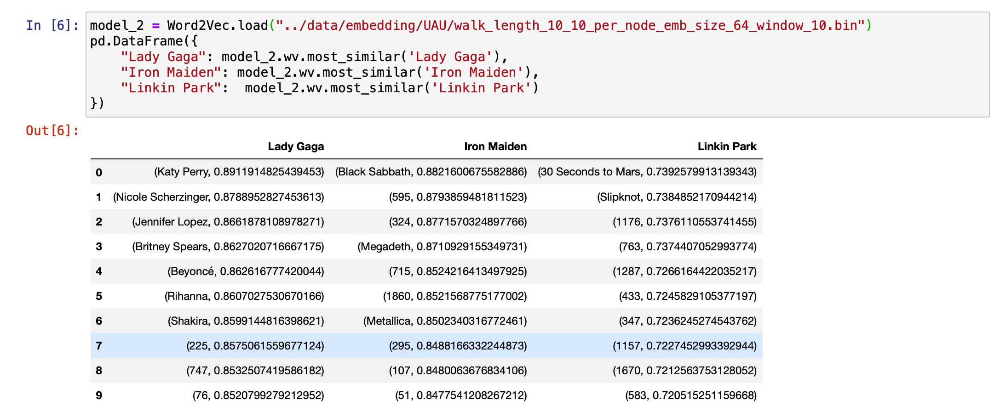 In [6]: model_2 = Word2Vec.load("../data/embedding/UAU/walk_length_10_10_per_node_emb_size_64_window_10.bin")
pd.DataFrame({
    "Lady Gaga": model_2.wv.most_similar('Lady Gaga'),
    "Iron Maiden": model_2.wv.most_similar('Iron Maiden'),
    "Linkin Park":  model_2.wv.most_similar('Linkin Park')
})
Out[6]:
Lady Gaga Iron Maiden Linkin Park
0 (Katy Perry, 0.8911914825439453) (Black Sabbath, 0.8821600675582886) (30 Seconds to Mars, 0.7392579913139343)
1 (Nicole Scherzinger, 0.8788952827453613) (595, 0.8793859481811523) (Slipknot, 0.7384852170944214)
2 (Jennifer Lopez, 0.8661878108978271) (324, 0.8771570324897766) (1176, 0.7376110553741455)
3 (Britney Spears, 0.8627020716667175) (Megadeth, 0.8710929155349731) (763, 0.7374407052993774)
4 (Beyoncé, 0.862616777420044) (715, 0.8524216413497925) (1287, 0.7266164422035217)
5 (Rihanna, 0.8607027530670166) (1860, 0.8521568775177002) (433, 0.7245829105377197)
6 (Shakira, 0.8599144816398621) (Metallica, 0.8502340316772461) (347, 0.7236245274543762)
7 (225, 0.8575061559677124) (295, 0.8488166332244873) (1157, 0.7227452993392944)
8 (747, 0.8532507419586182) (107, 0.8480063676834106) (1670, 0.7212563753128052)
9 (76, 0.8520799279212952) (51, 0.8477541208267212) (583, 0.720515251159668)